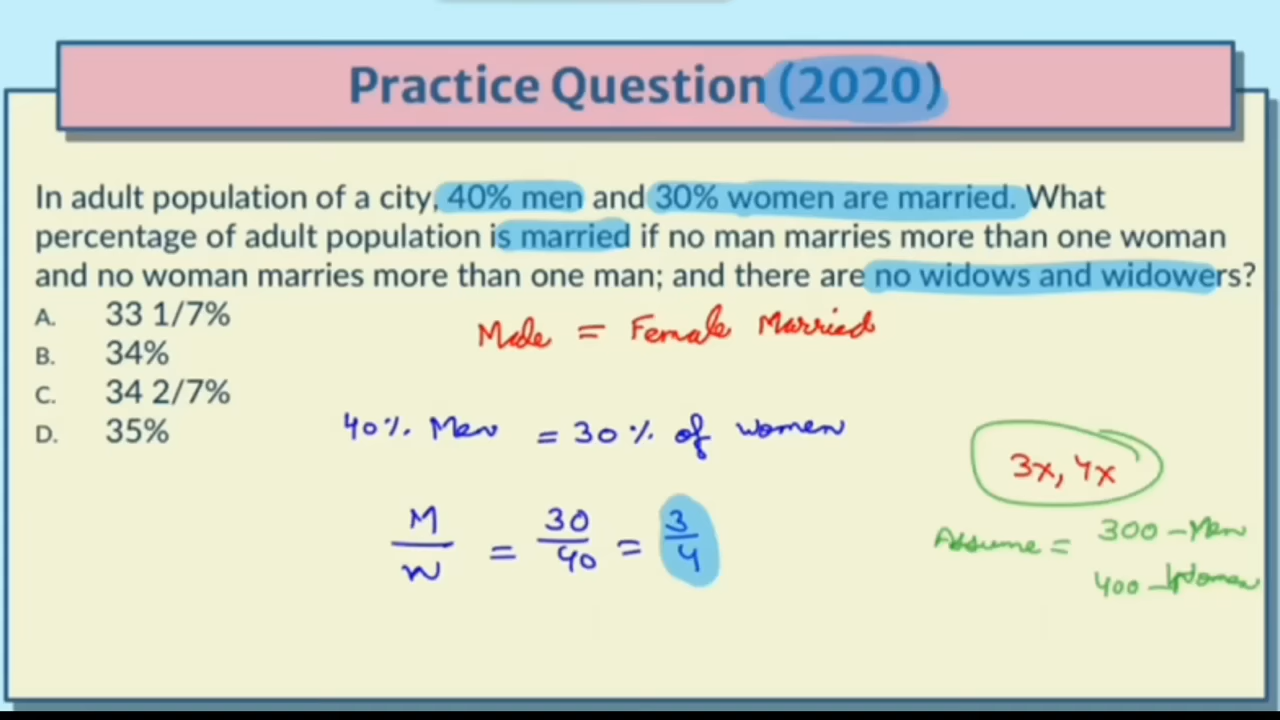 Practice Question (2020)
In adult population of a city, 40% men and 30% women are married. What
percentage of adult population is married if no man marries more than one woman
and no woman marries more than one man; and there are no widows and widowers?
A. 33 1/7%
B. 34%
C. 34 2/7%
D. 35%
Male = Female Married
40% Men = 30% of women
3x, 4x
M/W = 30/40 = 3/4
Assume = 300 - Men
400 - Women